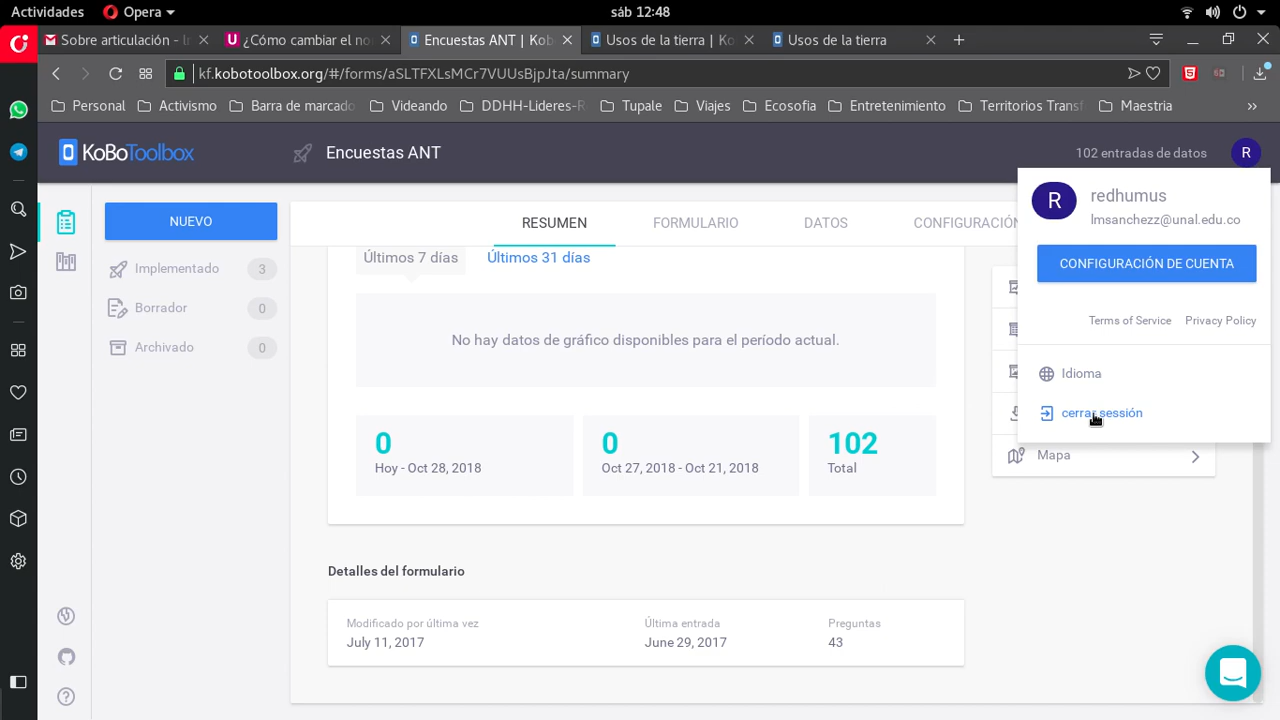 Actividades
Opera
sáb 12:48
Sobre articulación - I
¿Cómo cambiar el no
Encuestas ANT | Kob
Usos de la tierra | Ko
Usos de la tierra
kf.kobotoolbox.org/#/forms/aSLTFXLsMCr7VUUsBjpJta/summary
Personal
Activismo
Barra de marcado
Videando
DDHH-Lideres-R
Tupale
Viajes
Ecosofia
Entretenimiento
Territorios Transf
Maestria
»
KoBoToolbox
Encuestas ANT
102 entradas de datos
R
NUEVO
Implementado 3
Borrador 0
Archivado 0
RESUMEN
FORMULARIO
DATOS
CONFIGURACIÓN
Últimos 7 días
Últimos 31 días
No hay datos de gráfico disponibles para el período actual.
0
Hoy - Oct 28, 2018
0
Oct 27, 2018 - Oct 21, 2018
102
Total
Detalles del formulario
Modificado por última vez
July 11, 2017
Última entrada
June 29, 2017
Preguntas
43
R
redhumus
lmsanchezz@unal.edu.co
CONFIGURACIÓN DE CUENTA
Terms of Service
Privacy Policy
Idioma
cerrar sessión
Mapa